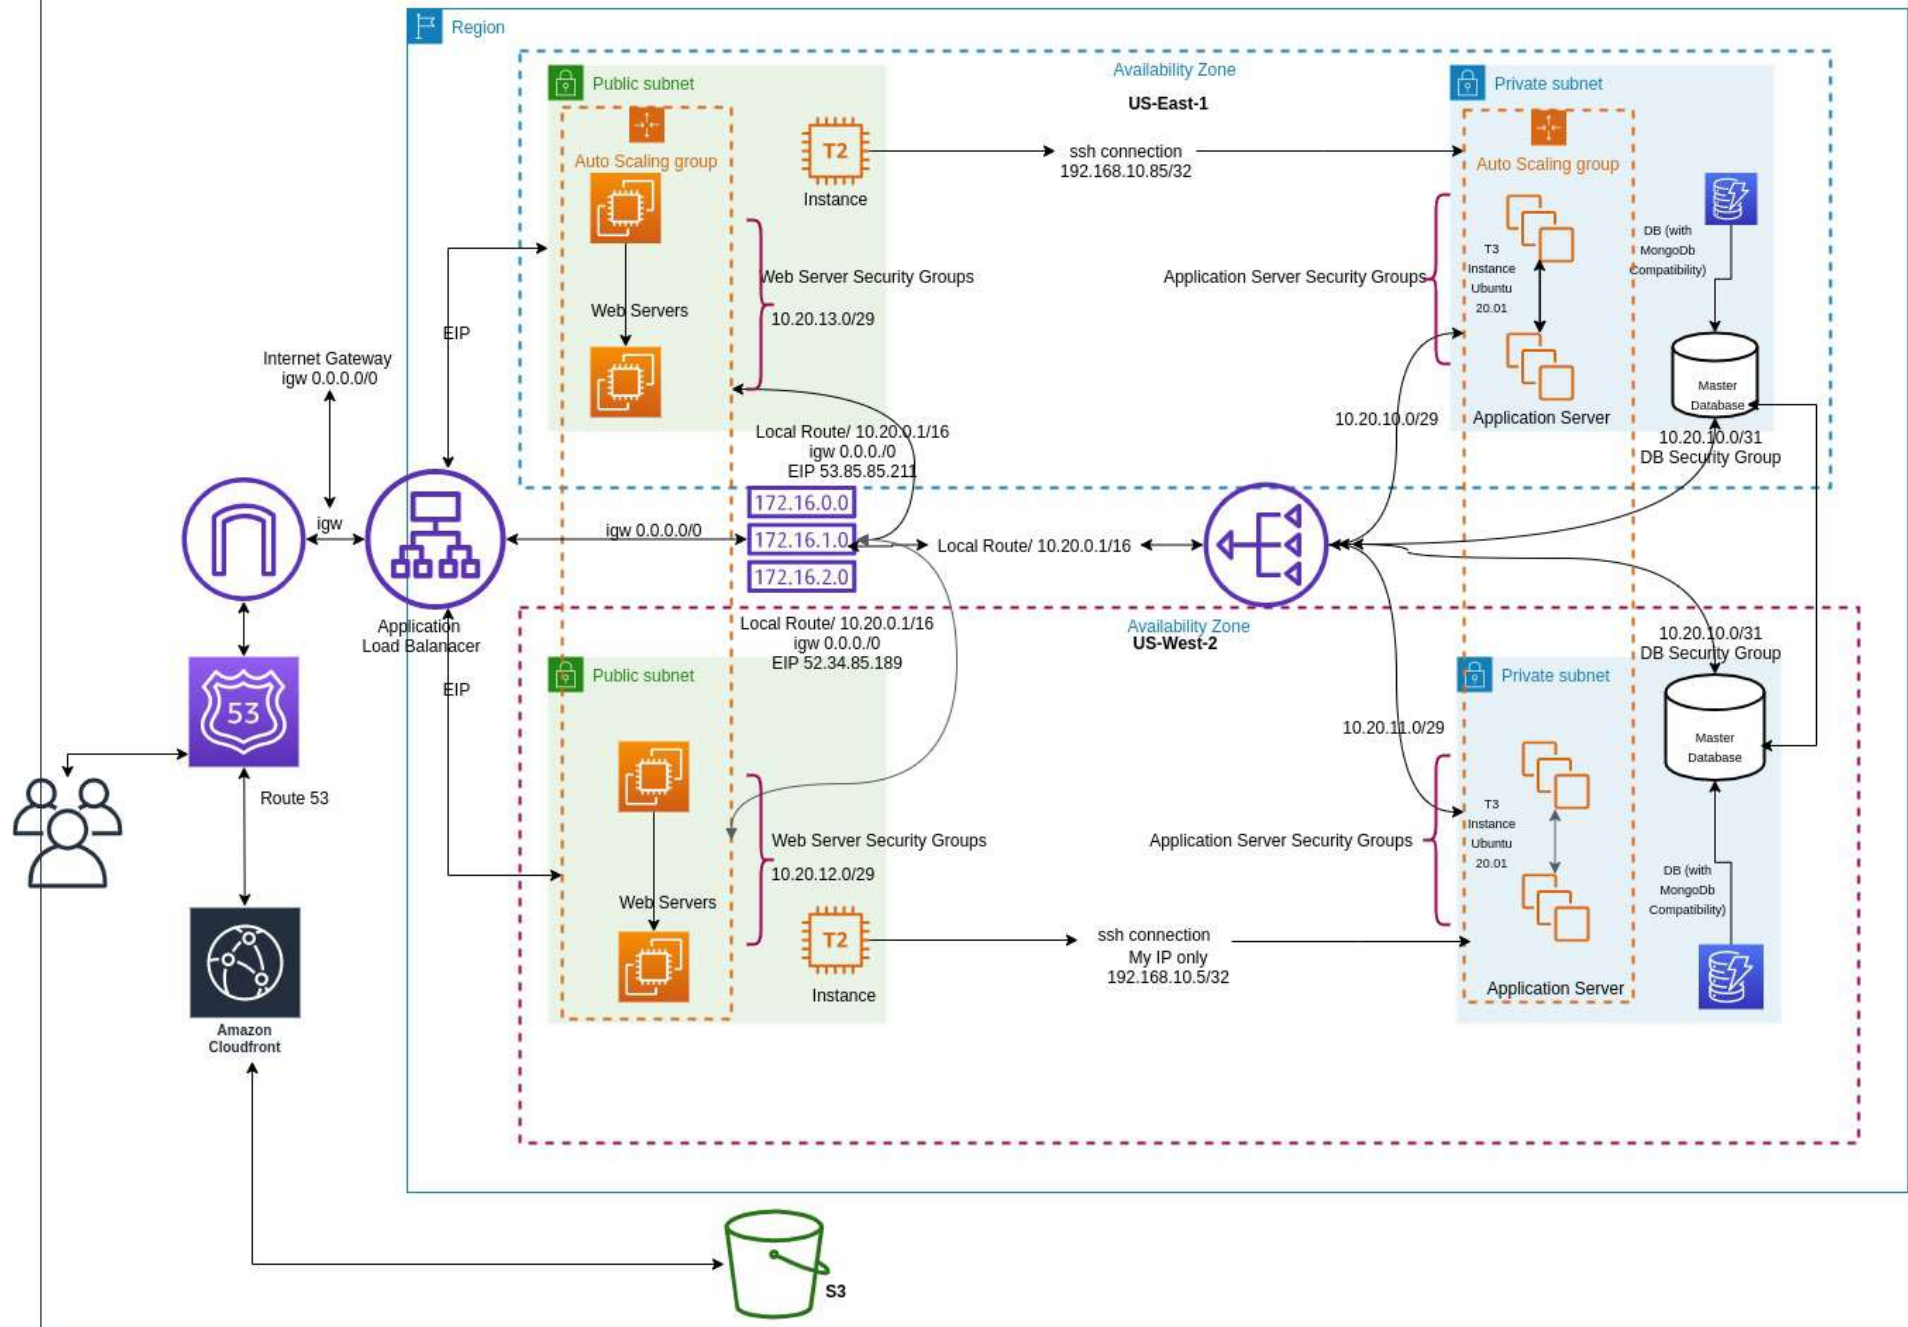 Region
Availability Zone
US-East-1
Public subnet
Auto Scaling group
T2
Instance
ssh connection
192.168.10.85/32
Private subnet
Auto Scaling group
Web Servers
Web Server Security Groups
10.20.13.0/29
Application Server Security Groups
T3
Instance
Ubuntu
20.01
DB (with
MongoDb
Compatibility)
Master
Database
Application Server
10.20.10.0/29
10.20.10.0/31
DB Security Group
EIP
Internet Gateway
igw 0.0.0.0/0
igw
Local Route/ 10.20.0.1/16
igw 0.0.0./0
EIP 53.85.85.211
172.16.0.0
172.16.1.0
172.16.2.0
igw 0.0.0.0/0
Local Route/ 10.20.0.1/16
Application
Load Balanacer
EIP
Local Route/ 10.20.0.1/16
igw 0.0.0./0
EIP 52.34.85.189
Availability Zone
US-West-2
Public subnet
Private subnet
10.20.10.0/31
DB Security Group
53
Route 53
10.20.11.0/29
Web Servers
Web Server Security Groups
10.20.12.0/29
T2
Instance
Application Server Security Groups
T3
Instance
Ubuntu
20.01
Master
Database
DB (with
MongoDb
Compatibility)
ssh connection
My IP only
192.168.10.5/32
Application Server
Amazon
Cloudfront
S3